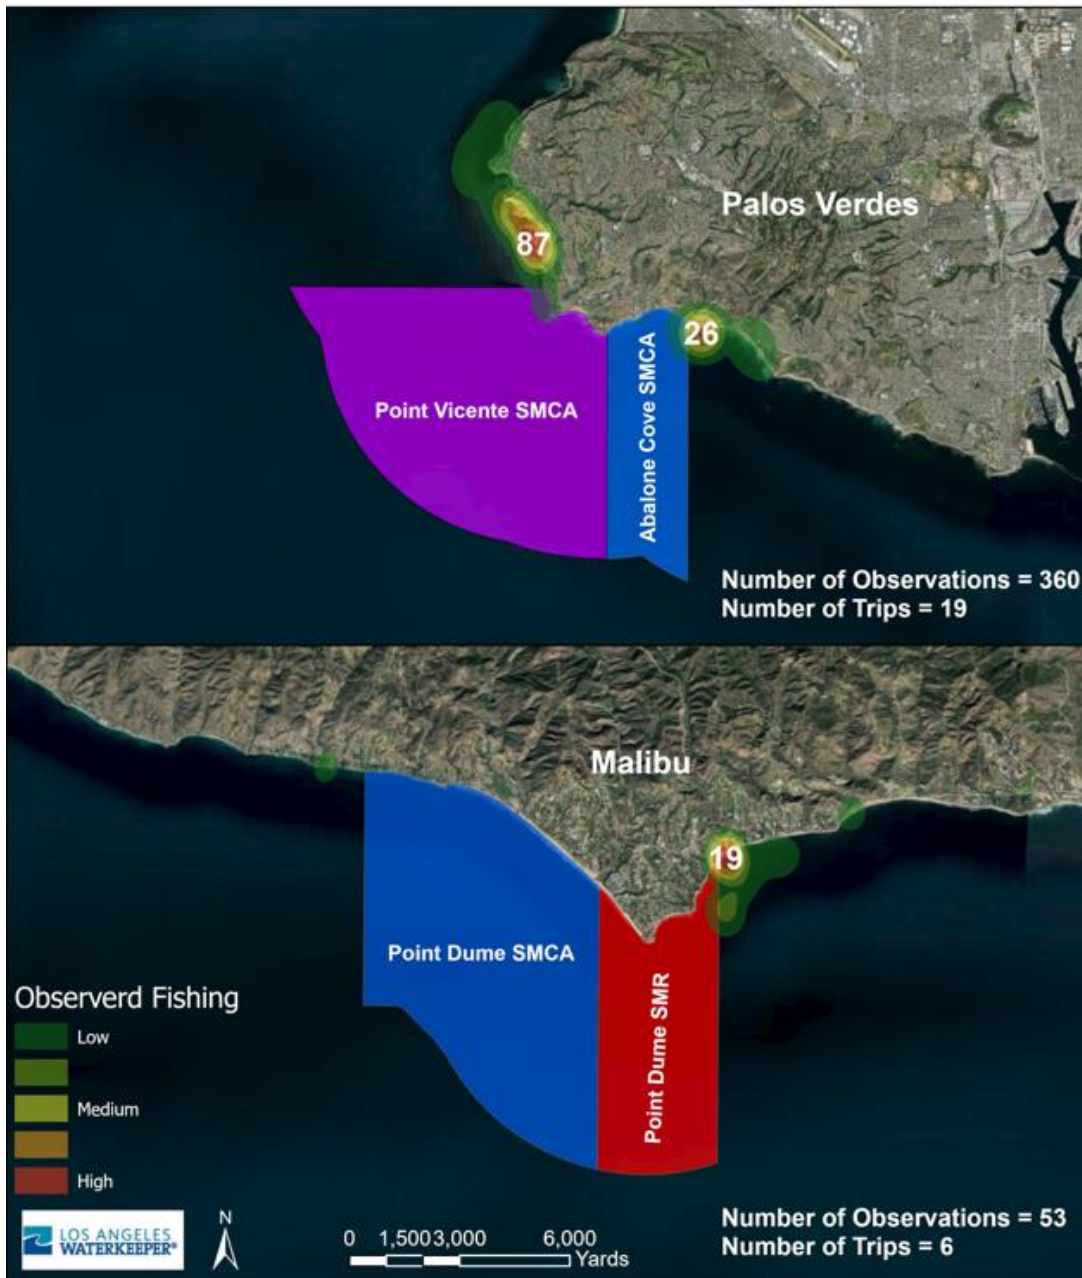 Palos Verdes
87
26
Point Vicente SMCA
Abalone Cove SMCA
Number of Observations = 360
Number of Trips = 19
Malibu
19
Point Dume SMCA
Point Dume SMR
Observerd Fishing
Low
Medium
High
LOS ANGELES
WATERKEEPER®
N
0 1,500 3,000 6,000
Yards
Number of Observations = 53
Number of Trips = 6